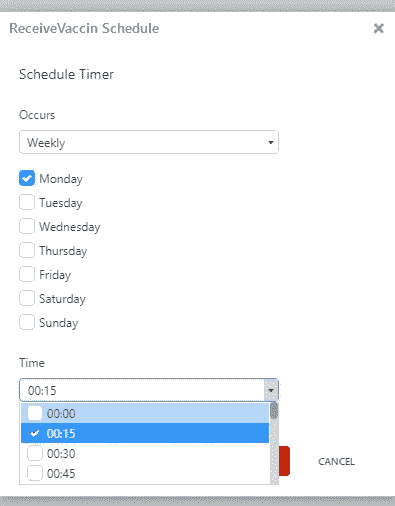 ReceiveVaccin Schedule
Schedule Timer
Occurs
Weekly
Monday
Tuesday
Wednesday
Thursday
Friday
Saturday
Sunday
Time
00:15
00:00
00:15
00:30
00:45
CANCEL